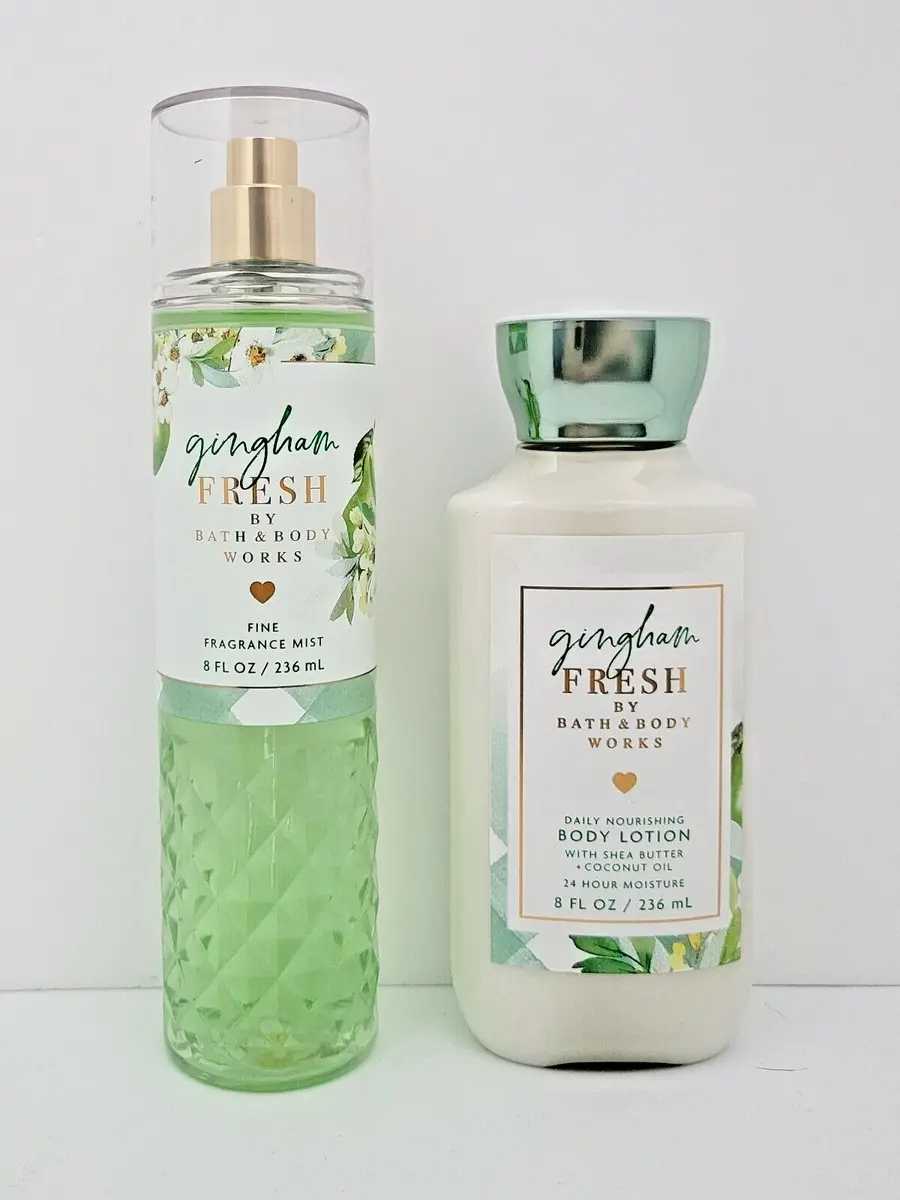 gingham
FRESH
BY
BATH & BODY
WORKS
FINE
FRAGRANCE MIST
8 FL OZ / 236 mL
gingham
FRESH
BY
BATH & BODY
WORKS
DAILY NOURISHING
BODY LOTION
WITH SHEA BUTTER
+ COCONUT OIL
24 HOUR MOISTURE
8 FL OZ / 236 mL